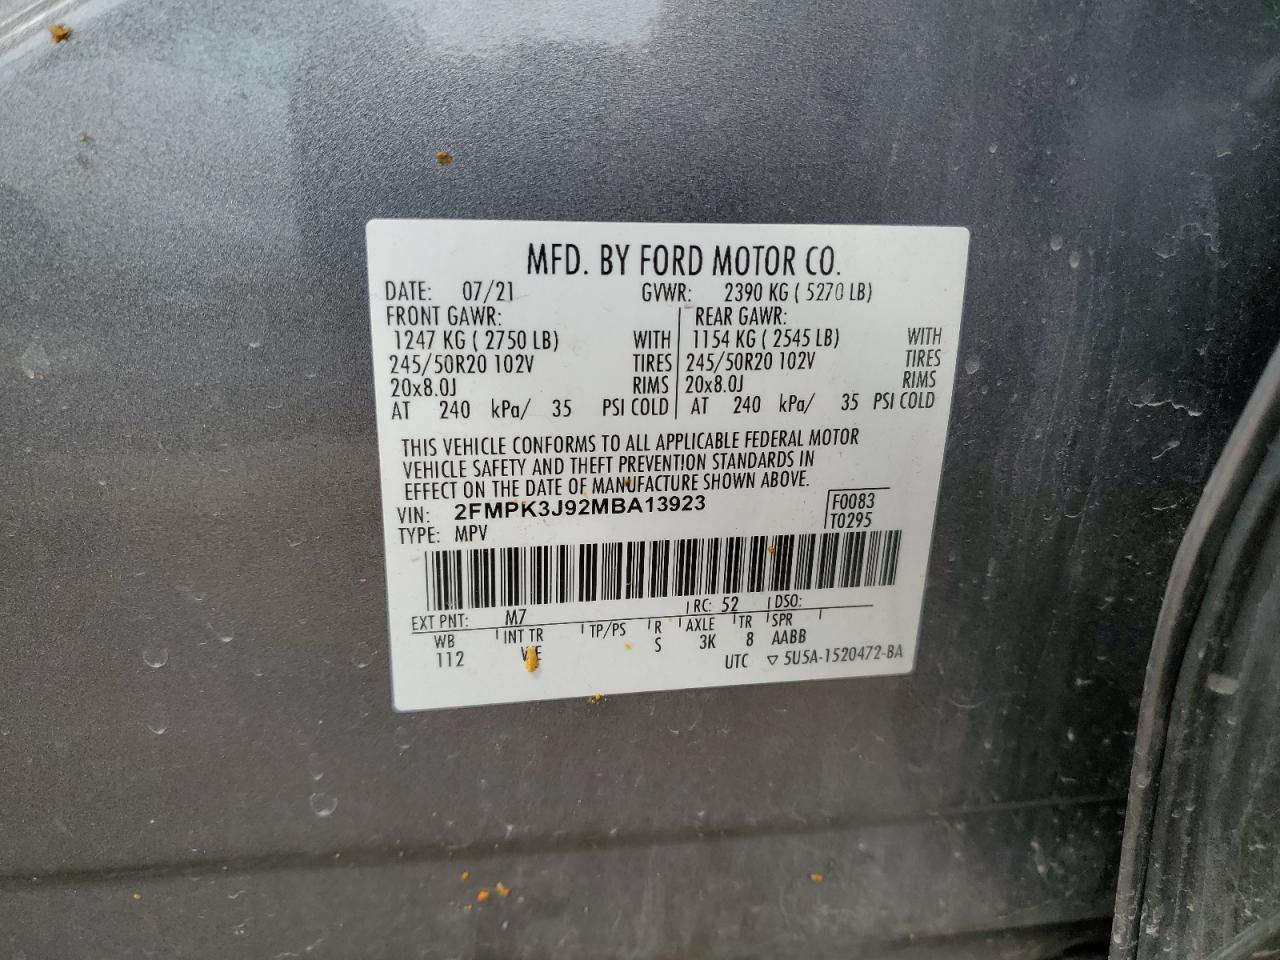 MFD. BY FORD MOTOR CO.
DATE: 07/21 GVWR: 2390 KG ( 5270 LB)
FRONT GAWR: REAR GAWR:
1247 KG ( 2750 LB) WITH 1154 KG ( 2545 LB) WITH
245/50R20 102V TIRES 245/50R20 102V TIRES
20x8.0J RIMS 20x8.0J RIMS
AT 240 kPa/ 35 PSI COLD AT 240 kPa/ 35 PSI COLD
THIS VEHICLE CONFORMS TO ALL APPLICABLE FEDERAL MOTOR
VEHICLE SAFETY AND THEFT PREVENTION STANDARDS IN
EFFECT ON THE DATE OF MANUFACTURE SHOWN ABOVE.
VIN: 2FMPK3J92MBA13923 F0083
TYPE: MPV T0295
EXT PNT: M7 RC: 52 DSO:
WB INT TR TP/PS R AXLE TR SPR
112 S 3K 8 AABB
UTC ▽ 5U5A-1520472-BA